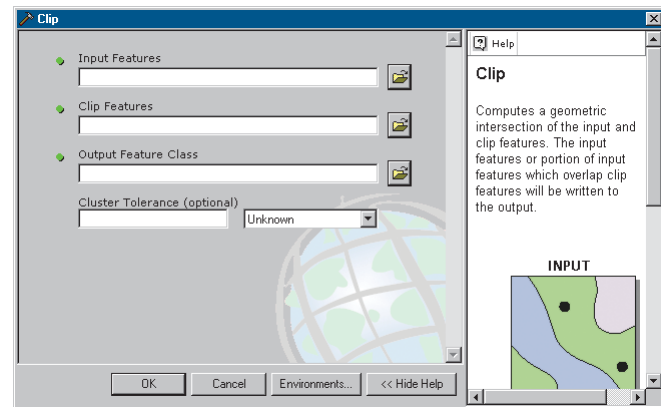 Clip
Input Features
Clip Features
Output Feature Class
Cluster Tolerance (optional)
Unknown
OK
Cancel
Environments...
<< Hide Help
Help
Clip
Computes a geometric
intersection of the input and
clip features. The input
features or portion of input
features which overlap clip
features will be written to
the output.
INPUT